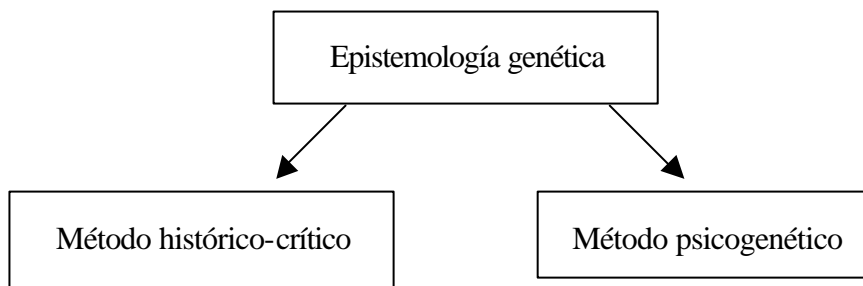 Epistemología genética
Método histórico-crítico
Método psicogenético